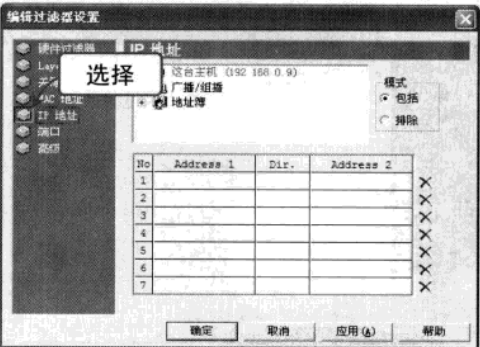 编辑过滤器设置
硬件过滤器
Lay
选择
MAC 地址
IP 地址
端口
高级
IP 地址
这台主机 (192 168 0.9)
广播/组播
地址簿
模式
包括
排除
No Address 1 Dir. Address 2
1
2
3
4
5
6
7
确定 取消 应用(A) 帮助